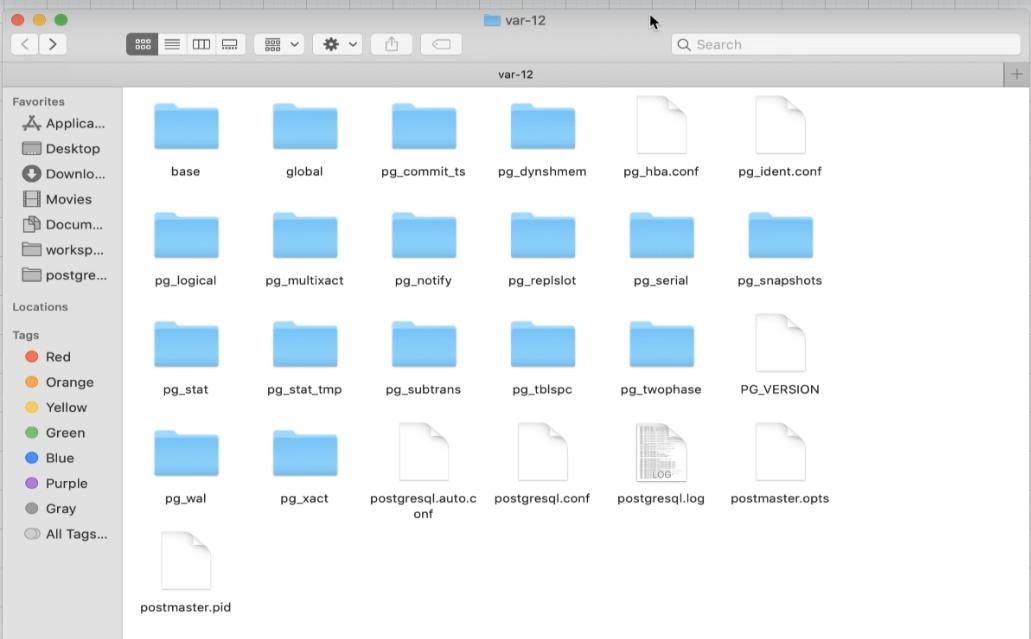 var-12
Search
var-12
Favorites
Applica...
Desktop
Downlo...
Movies
Docum...
worksp...
postgre...
Locations
Tags
Red
Orange
Yellow
Green
Blue
Purple
Gray
All Tags...
base
global
pg_commit_ts
pg_dynshmem
pg_hba.conf
pg_ident.conf
pg_logical
pg_multixact
pg_notify
pg_replslot
pg_serial
pg_snapshots
pg_stat
pg_stat_tmp
pg_subtrans
pg_tblspc
pg_twophase
PG_VERSION
pg_wal
pg_xact
postgresql.auto.c
onf
postgresql.conf
LOG
postgresql.log
postmaster.opts
postmaster.pid